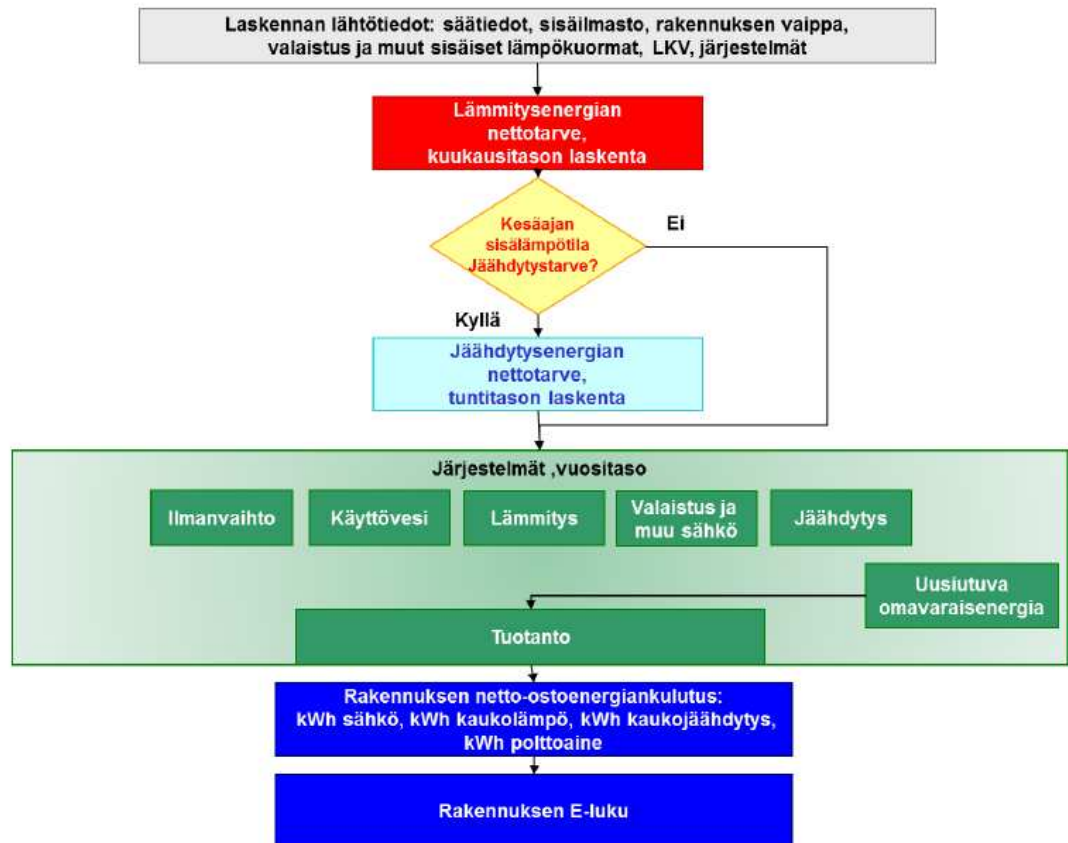 Laskennan lähtötiedot: säätiedot, sisäilmasto, rakennuksen vaippa,
valaistus ja muut sisäiset lämpökuormat, LKV, järjestelmät
Lämmitysenergian
nettotarve,
kuukausitason laskenta
Kesäajan
sisälämpötila
Jäähdytystarve?
Ei
Kyllä
Jäähdytysenergian
nettotarve,
tuntitason laskenta
Järjestelmät ,vuositaso
Ilmanvaihto
Käyttövesi
Lämmitys
Valaistus ja
muu sähkö
Jäähdytys
Uusiutuva
omavaraisenergia
Tuotanto
Rakennuksen netto-ostoenergiankulutus:
kWh sähkö, kWh kaukolämpö, kWh kaukojäähdytys,
kWh polttoaine
Rakennuksen E-luku